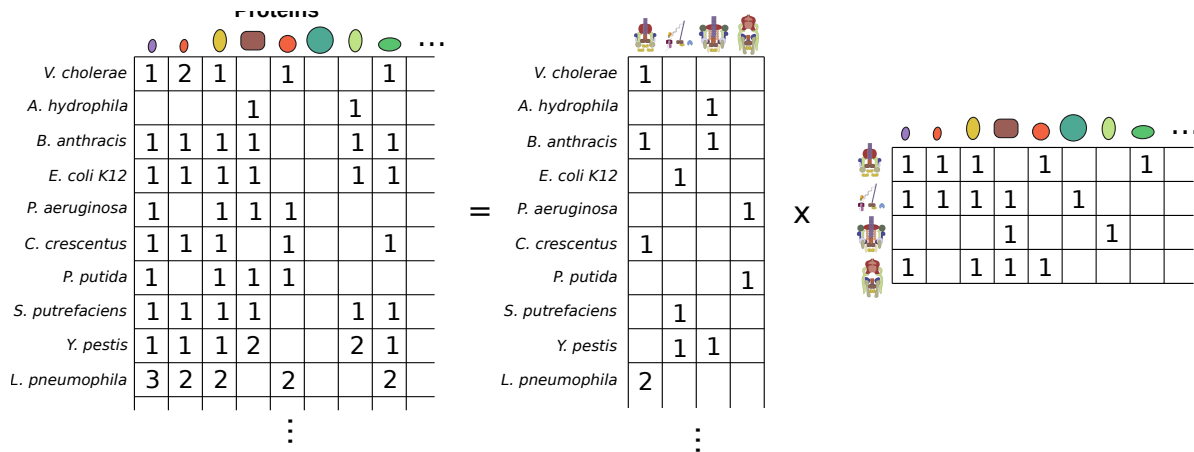 Proteins
...
V. cholerae 1 2 1 1 1
A. hydrophila 1 1
B. anthracis 1 1 1 1 1 1
E. coli K12 1 1 1 1 1 1
P. aeruginosa 1 1 1 1
C. crescentus 1 1 1 1 1
P. putida 1 1 1 1
S. putrefaciens 1 1 1 1 1 1
Y. pestis 1 1 1 2 2 1
L. pneumophila 3 2 2 2 2
...
=
V. cholerae 1
A. hydrophila 1
B. anthracis 1 1
E. coli K12 1
P. aeruginosa 1
C. crescentus 1
P. putida 1
S. putrefaciens 1
Y. pestis 1 1
L. pneumophila 2
...
x
...
1 1 1 1 1
1 1 1 1 1
1 1
1 1 1 1